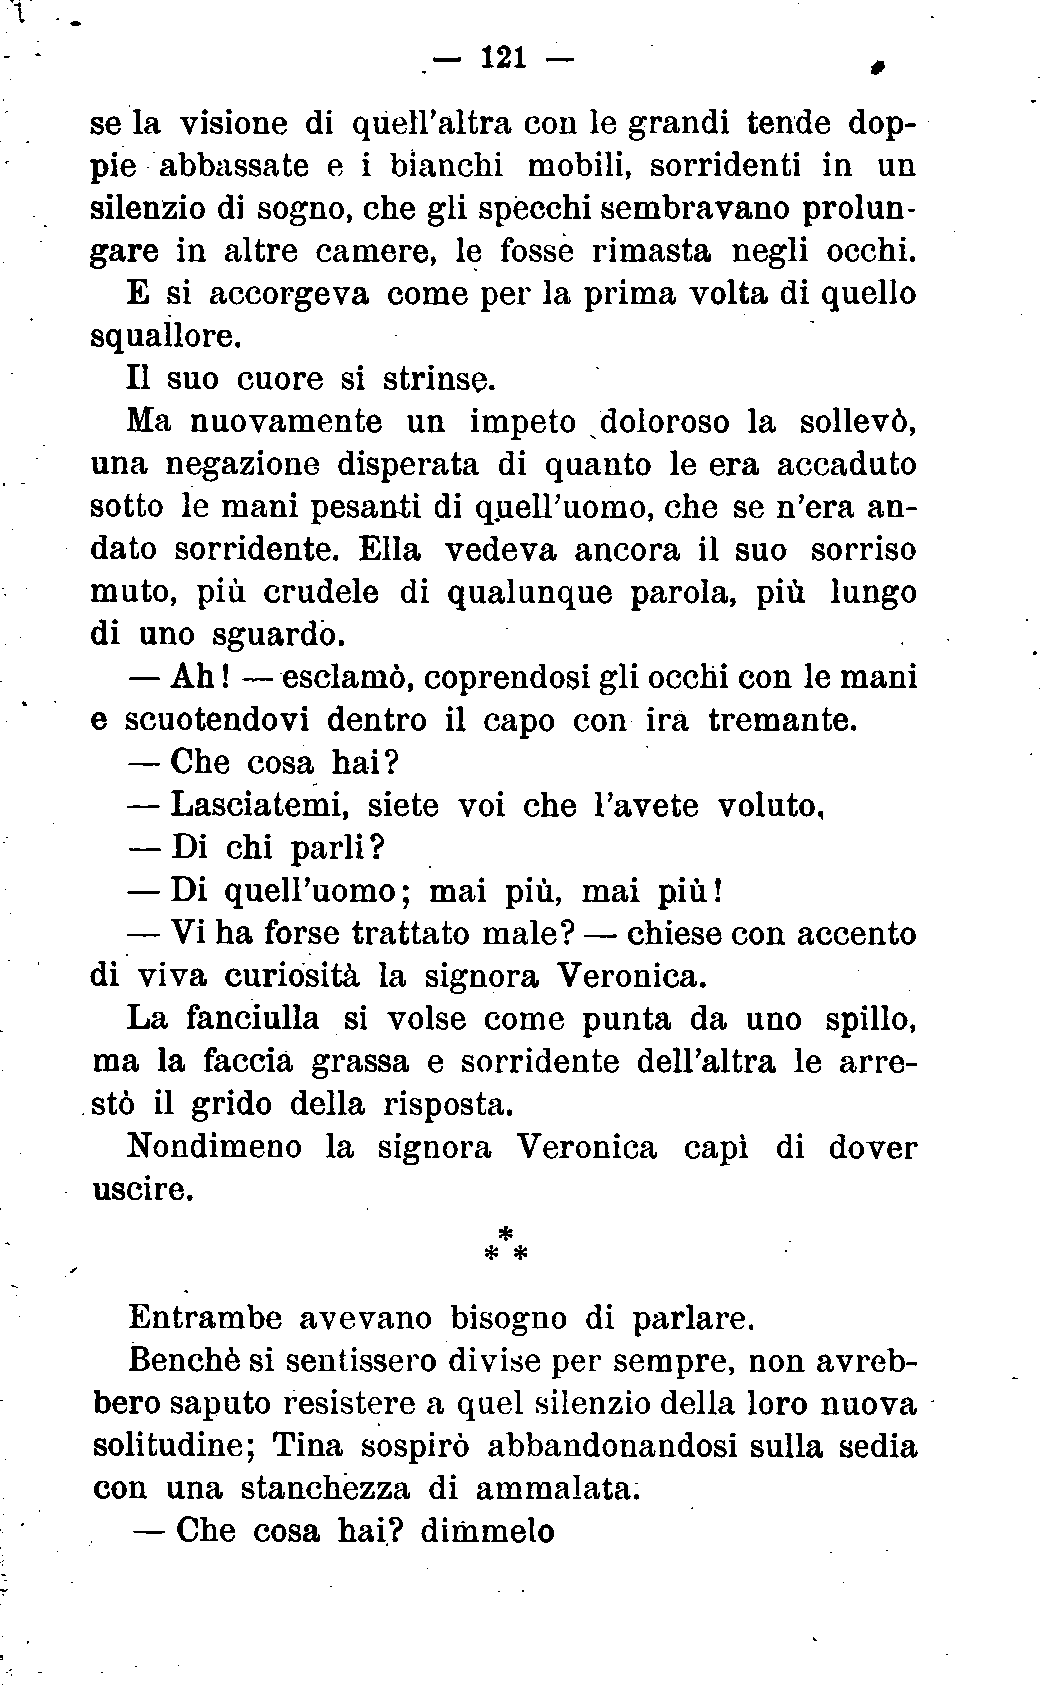 — 121 —
se la visione di quell'altra con le grandi tende dop-
pie abbassate e i bianchi mobili, sorridenti in un
silenzio di sogno, che gli specchi sembravano prolun-
gare in altre camere, le fosse rimasta negli occhi.
E si accorgeva come per la prima volta di quello
squallore.
Il suo cuore si strinse.
Ma nuovamente un impeto doloroso la sollevò,
una negazione disperata di quanto le era accaduto
sotto le mani pesanti di quell'uomo, che se n'era an-
dato sorridente. Ella vedeva ancora il suo sorriso
muto, più crudele di qualunque parola, più lungo
di uno sguardo.
— Ah! — esclamò, coprendosi gli occhi con le mani
e scuotendovi dentro il capo con ira tremante.
— Che cosa hai?
— Lasciatemi, siete voi che l'avete voluto,
— Di chi parli?
— Di quell'uomo; mai più, mai più!
— Vi ha forse trattato male? — chiese con accento
di viva curiosità la signora Veronica.
La fanciulla si volse come punta da uno spillo,
ma la faccia grassa e sorridente dell'altra le arre-
stò il grido della risposta.
Nondimeno la signora Veronica capì di dover
uscire.
*
* *
Entrambe avevano bisogno di parlare.
Benchè si sentissero divise per sempre, non avreb-
bero saputo resistere a quel silenzio della loro nuova
solitudine; Tina sospirò abbandonandosi sulla sedia
con una stanchezza di ammalata.
— Che cosa hai? dimmelo